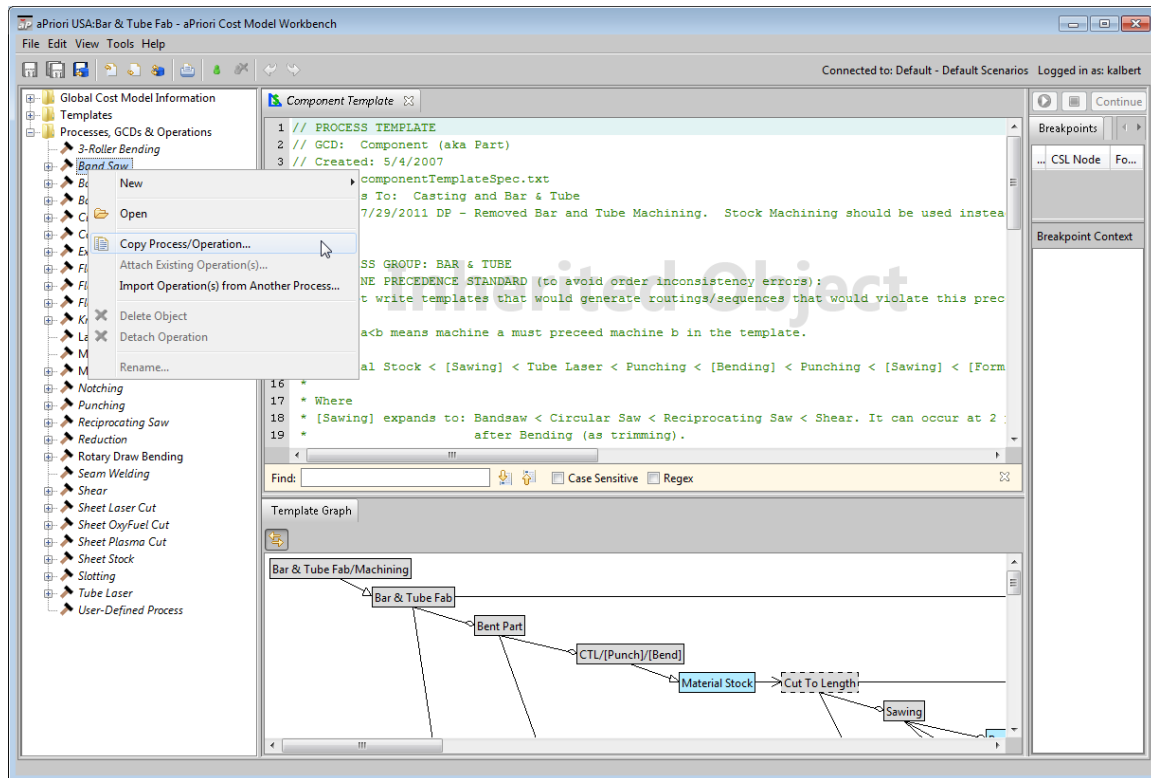 aPriori USA:Bar & Tube Fab - aPriori Cost Model Workbench
File Edit View Tools Help
Connected to: Default - Default Scenarios Logged in as: kalbert
Global Cost Model Information
Templates
Processes, GCDs & Operations
3-Roller Bending
Band Saw
New
Open
Copy Process/Operation...
Attach Existing Operation(s)...
Import Operation(s) from Another Process...
Delete Object
Detach Operation
Rename...
Notching
Punching
Reciprocating Saw
Reduction
Rotary Draw Bending
Seam Welding
Shear
Sheet Laser Cut
Sheet OxyFuel Cut
Sheet Plasma Cut
Sheet Stock
Slotting
Tube Laser
User-Defined Process
Component Template
1 // PROCESS TEMPLATE
2 // GCD: Component (aka Part)
3 // Created: 5/4/2007
componentTemplateSpec.txt
s To: Casting and Bar & Tube
7/29/2011 DP - Removed Bar and Tube Machining. Stock Machining should be used instea
SS GROUP: BAR & TUBE
NE PRECEDENCE STANDARD (to avoid order inconsistency errors):
t write templates that would generate routings/sequences that would violate this prec
a<b means machine a must preceed machine b in the template.
al Stock < [Sawing] < Tube Laser < Punching < [Bending] < Punching < [Sawing] < [Form
16 *
17 * Where
18 * [Sawing] expands to: Bandsaw < Circular Saw < Reciprocating Saw < Shear. It can occur at 2
19 * after Bending (as trimming).
Inherited Object
Find:
Case Sensitive
Regex
Template Graph
Bar & Tube Fab/Machining
Bar & Tube Fab
Bent Part
CTL/[Punch]/[Bend]
Material Stock
Cut To Length
Sawing
Continue
Breakpoints
... CSL Node Fo...
Breakpoint Context